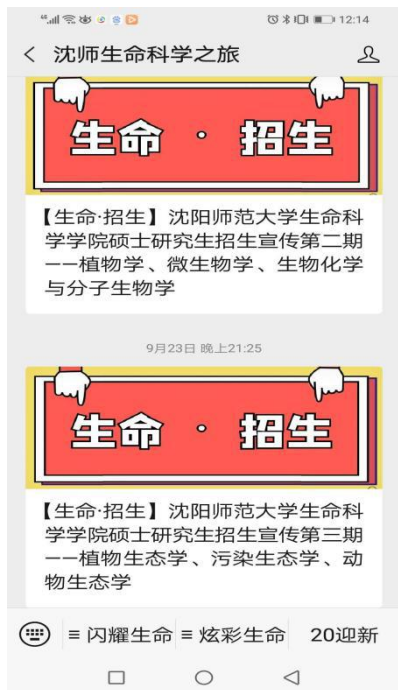 12:14
沈师生命科学之旅
生命·招生
【生命·招生】沈阳师范大学生命科
学学院硕士研究生招生宣传第二期
——植物学、微生物学、生物化学
与分子生物学
9月23日 晚上21:25
生命·招生
【生命·招生】沈阳师范大学生命科
学学院硕士研究生招生宣传第三期
——植物生态学、污染生态学、动
物生态学
≡ 闪耀生命 ≡ 炫彩生命 20迎新